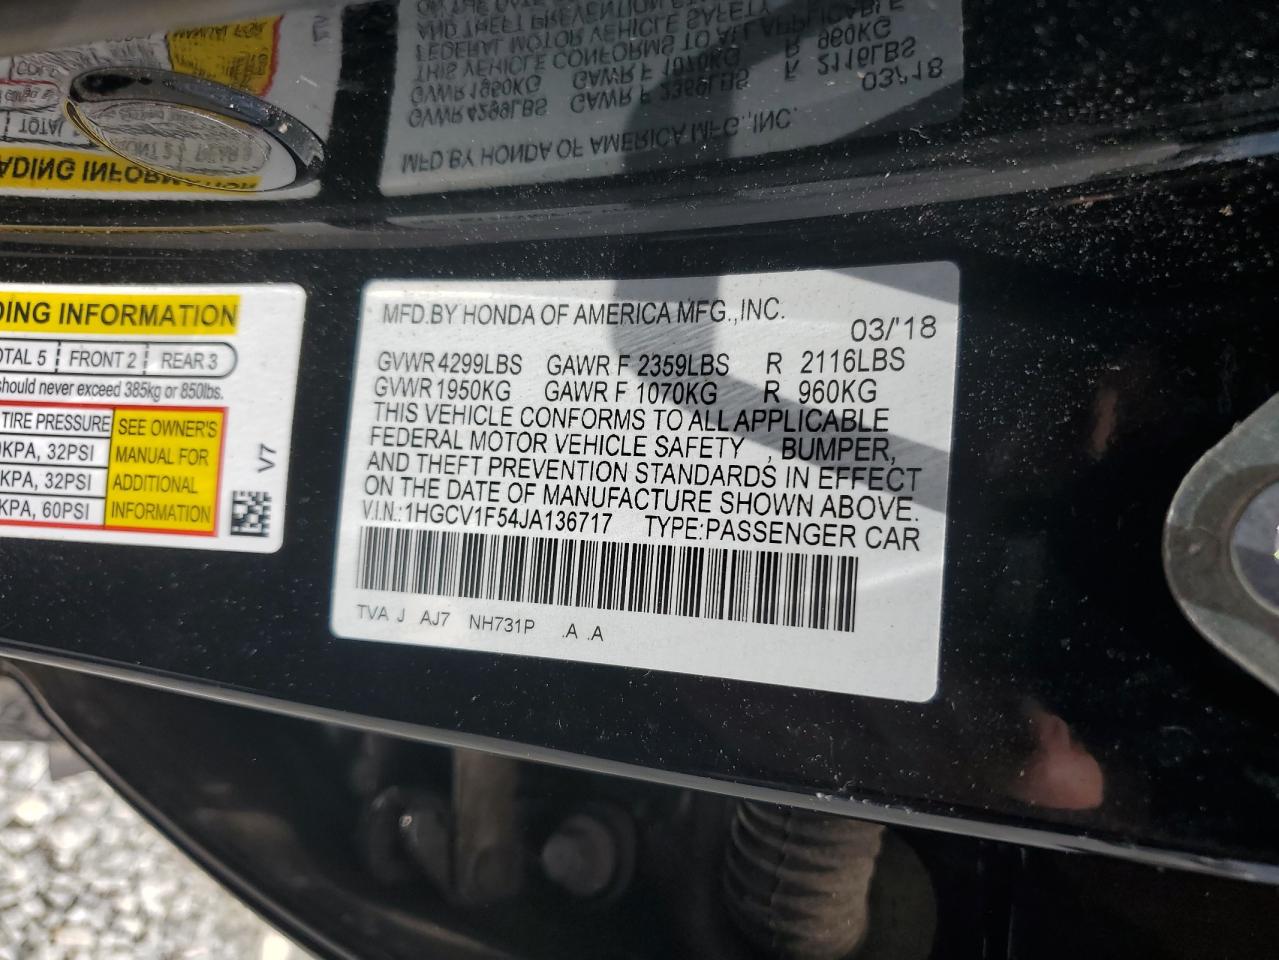 MFD.BY HONDA OF AMERICA MFG.,INC.
03/'18
GVWR 4299LBS GAWR F 2359LBS R 2116LBS
GVWR 1950KG GAWR F 1070KG R 960KG
THIS VEHICLE CONFORMS TO ALL APPLICABLE
FEDERAL MOTOR VEHICLE SAFETY , BUMPER,
AND THEFT PREVENTION STANDARDS IN EFFECT
ON THE DATE OF MANUFACTURE SHOWN ABOVE.
V.I.N.:1HGCV1F54JA136717 TYPE:PASSENGER CAR
TVA J AJ7 NH731P .A .A
DING INFORMATION
OTAL 5 FRONT 2 REAR 3
should never exceed 385kg or 850lbs.
TIRE PRESSURE
0KPA, 32PSI
KPA, 32PSI
KPA, 60PSI
SEE OWNER'S
MANUAL FOR
ADDITIONAL
INFORMATION
V7